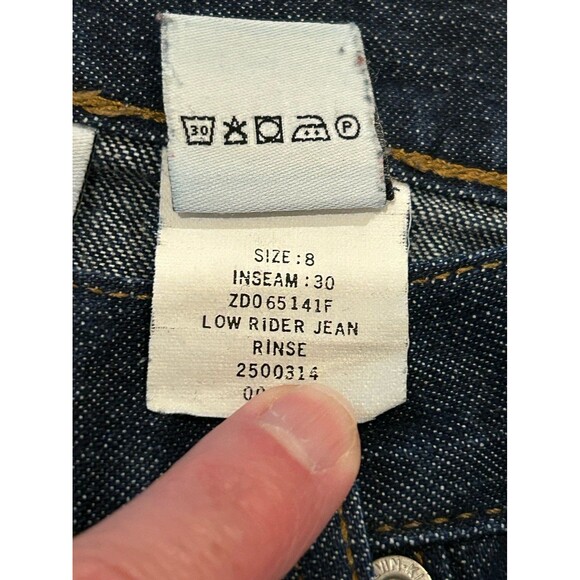 30
P
SIZE:8
INSEAM:30
ZD065141F
LOW RIDER JEAN
RINSE
2500314